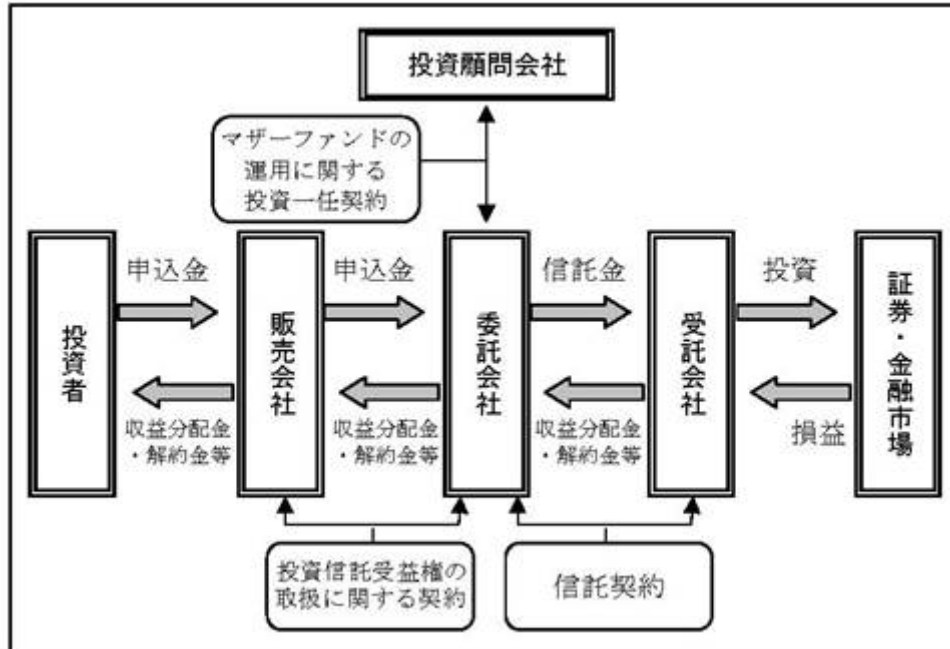 投資顧問会社
マザーファンドの
運用に関する
投資一任契約
申込金
申込金
信託金
投資
投資者
販売会社
委託会社
受託会社
証券・金融市場
収益分配金
・解約金等
収益分配金
・解約金等
収益分配金
・解約金等
損益
投資信託受益権の
取扱に関する契約
信託契約